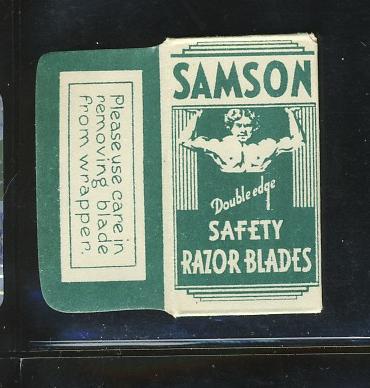 Please use care in
removing blade
from wrapper.
SAMSON
Double edge
SAFETY
RAZOR BLADES